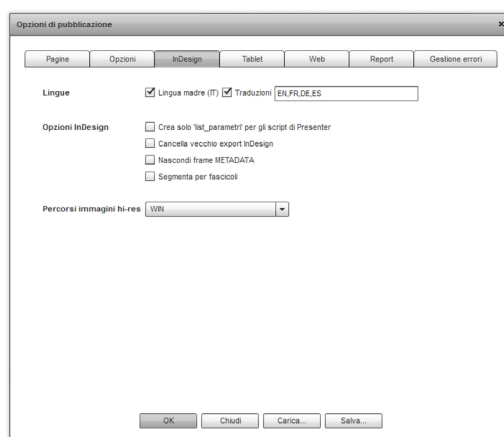 Opzioni di pubblicazione x
Pagine Opzioni InDesign Tablet Web Report Gestione errori
Lingue Lingua madre (IT) Traduzioni EN,FR,DE,ES
Opzioni InDesign Crea solo 'list_parametri' per gli script di Presenter
Cancella vecchio export InDesign
Nascondi frame METADATA
Segmenta per fascicoli
Percorsi immagini hi-res WIN
OK Chiudi Carica... Salva...